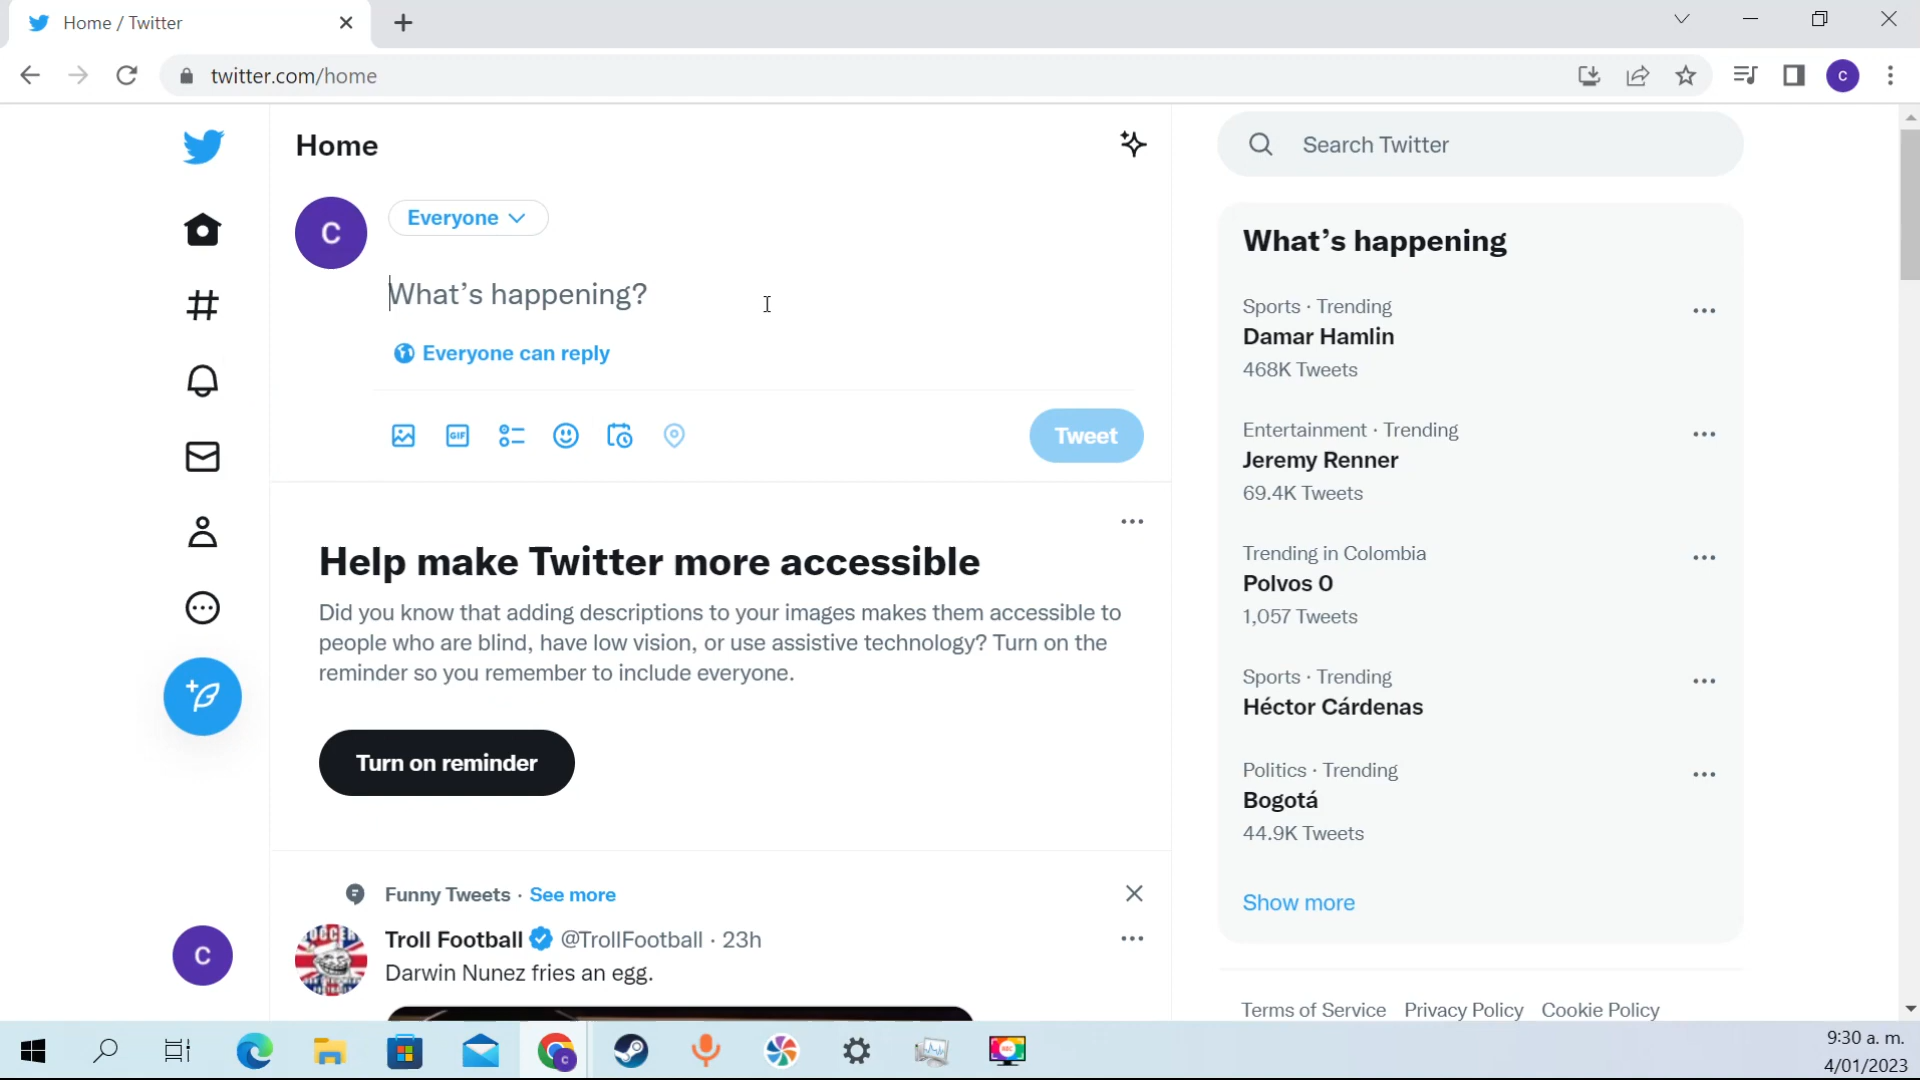 Home / Twitter
twitter.com/home
C
Home
Search Twitter
C
Everyone
What's happening?
Everyone can reply
GIF
Tweet
What's happening
Sports · Trending
Damar Hamlin
468K Tweets
Entertainment · Trending
Jeremy Renner
69.4K Tweets
Trending in Colombia
Polvos 0
1,057 Tweets
Sports · Trending
Héctor Cárdenas
Politics · Trending
Bogotá
44.9K Tweets
Show more
Help make Twitter more accessible
Did you know that adding descriptions to your images makes them accessible to
people who are blind, have low vision, or use assistive technology? Turn on the
reminder so you remember to include everyone.
Turn on reminder
Funny Tweets · See more
Troll Football @TrollFootball · 23h
Darwin Nunez fries an egg.
C
SOCCER
Terms of Service Privacy Policy Cookie Policy
C
9:30 a. m.
4/01/2023